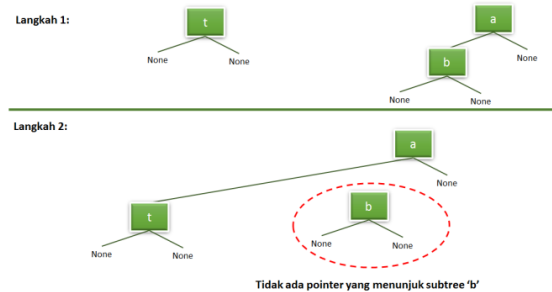 Langkah 1:
t
a
None
None
b
None
None
None
Langkah 2:
a
None
t
b
None
None
None
None
Tidak ada pointer yang menunjuk subtree ‘b’